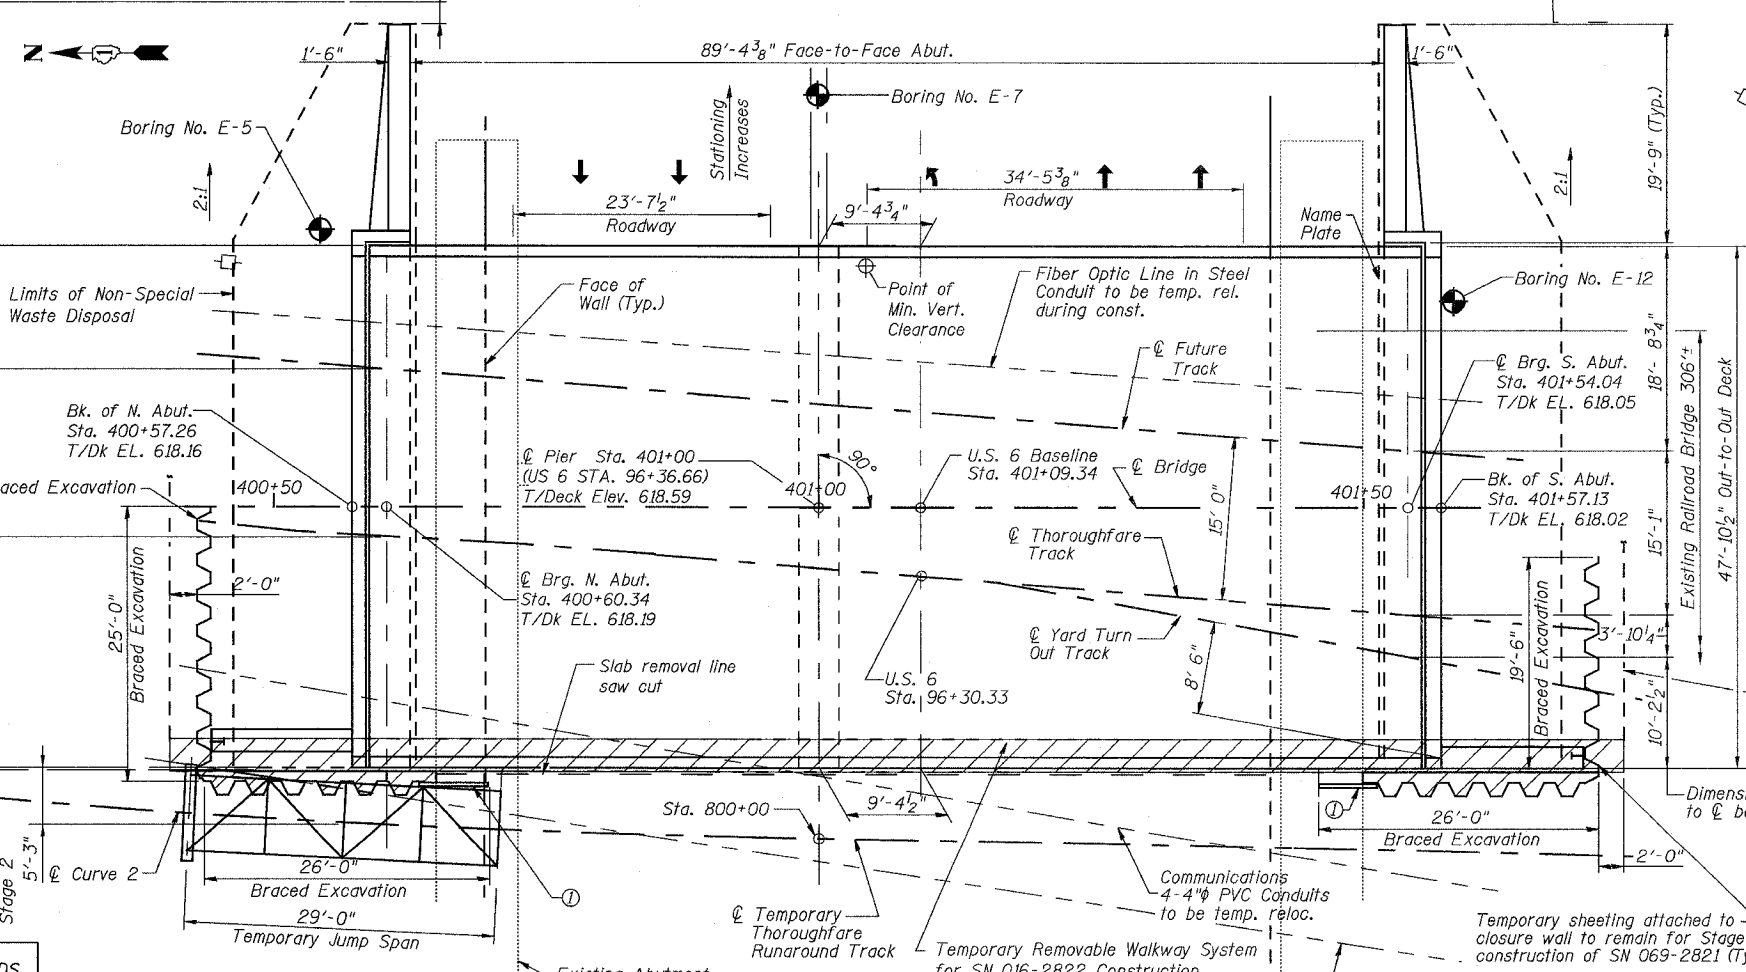 N
1'-6"
89'-4 3/8" Face-to-Face Abut.
1'-6"
Boring No. E-7
Boring No. E-5
Stationing
Increases
2:1
2:1
19'-9" (Typ.)
23'-7 1/2"
Roadway
34'-5 3/8"
Roadway
9'-4 3/4"
Name
Plate
Limits of Non-Special
Waste Disposal
Face of
Wall (Typ.)
Point of
Min. Vert.
Clearance
Fiber Optic Line in Steel
Conduit to be temp. rel.
during const.
Boring No. E-12
℄ Future
Track
18'-8 3/4"
Existing Railroad Bridge 306'±
47'-10 1/2" Out-to-Out Deck
℄ Brg. S. Abut.
Sta. 401+54.04
T/Dk EL. 618.05
Bk. of N. Abut.
Sta. 400+57.26
T/Dk EL. 618.16
℄ Pier Sta. 401+00
(US 6 STA. 96+36.66)
T/Deck Elev. 618.59
90°
U.S. 6 Baseline
Sta. 401+09.34
℄ Bridge
aced Excavation
400+50
401+00
401+50
Bk. of S. Abut.
Sta. 401+57.13
T/Dk EL. 618.02
15' 0"
15'-1"
℄ Thoroughfare
Track
25'-0"
Braced Excavation
2'-0"
℄ Brg. N. Abut.
Sta. 400+60.34
T/Dk EL. 618.19
℄ Yard Turn
Out Track
8' 6"
19'-6"
Braced Excavation
3'-10 1/4"
10'-2 1/2"
Slab removal line
saw cut
U.S. 6
Sta. 96+30.33
Stage 2
5'-3"
℄ Curve 2
26'-0"
Braced Excavation
29'-0"
Temporary Jump Span
1
Sta. 800+00
9'-4 1/2"
1
26'-0"
Braced Excavation
2'-0"
Dimens
to ℄ b
℄ Temporary
Thoroughfare
Runaround Track
Communications
4-4"φ PVC Conduits
to be temp. reloc.
Temporary Removable Walkway System
for SN 016-2822 Construction
Temporary sheeting attached to
closure wall to remain for Stage
construction of SN 069-2821 (Ty
Existing Abutment